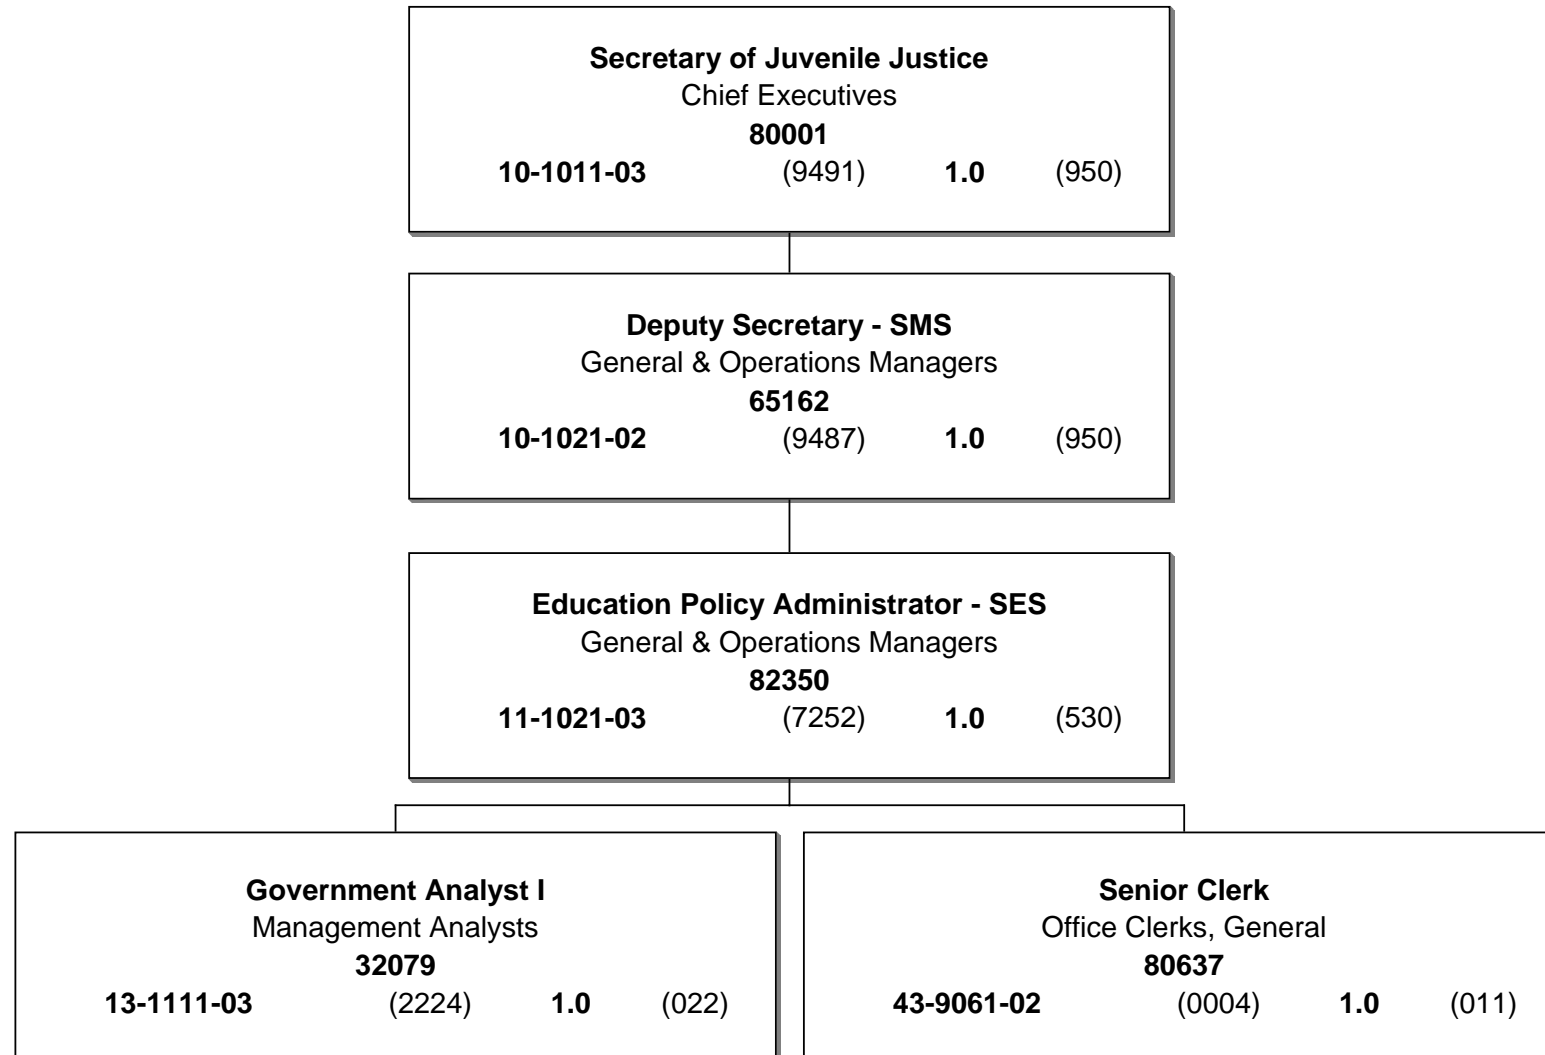 Secretary of Juvenile Justice
Chief Executives
80001
10-1011-03 (9491) 1.0 (950)
Deputy Secretary - SMS
General & Operations Managers
65162
10-1021-02 (9487) 1.0 (950)
Education Policy Administrator - SES
General & Operations Managers
82350
11-1021-03 (7252) 1.0 (530)
Government Analyst I
Management Analysts
32079
13-1111-03 (2224) 1.0 (022)
Senior Clerk
Office Clerks, General
80637
43-9061-02 (0004) 1.0 (011)